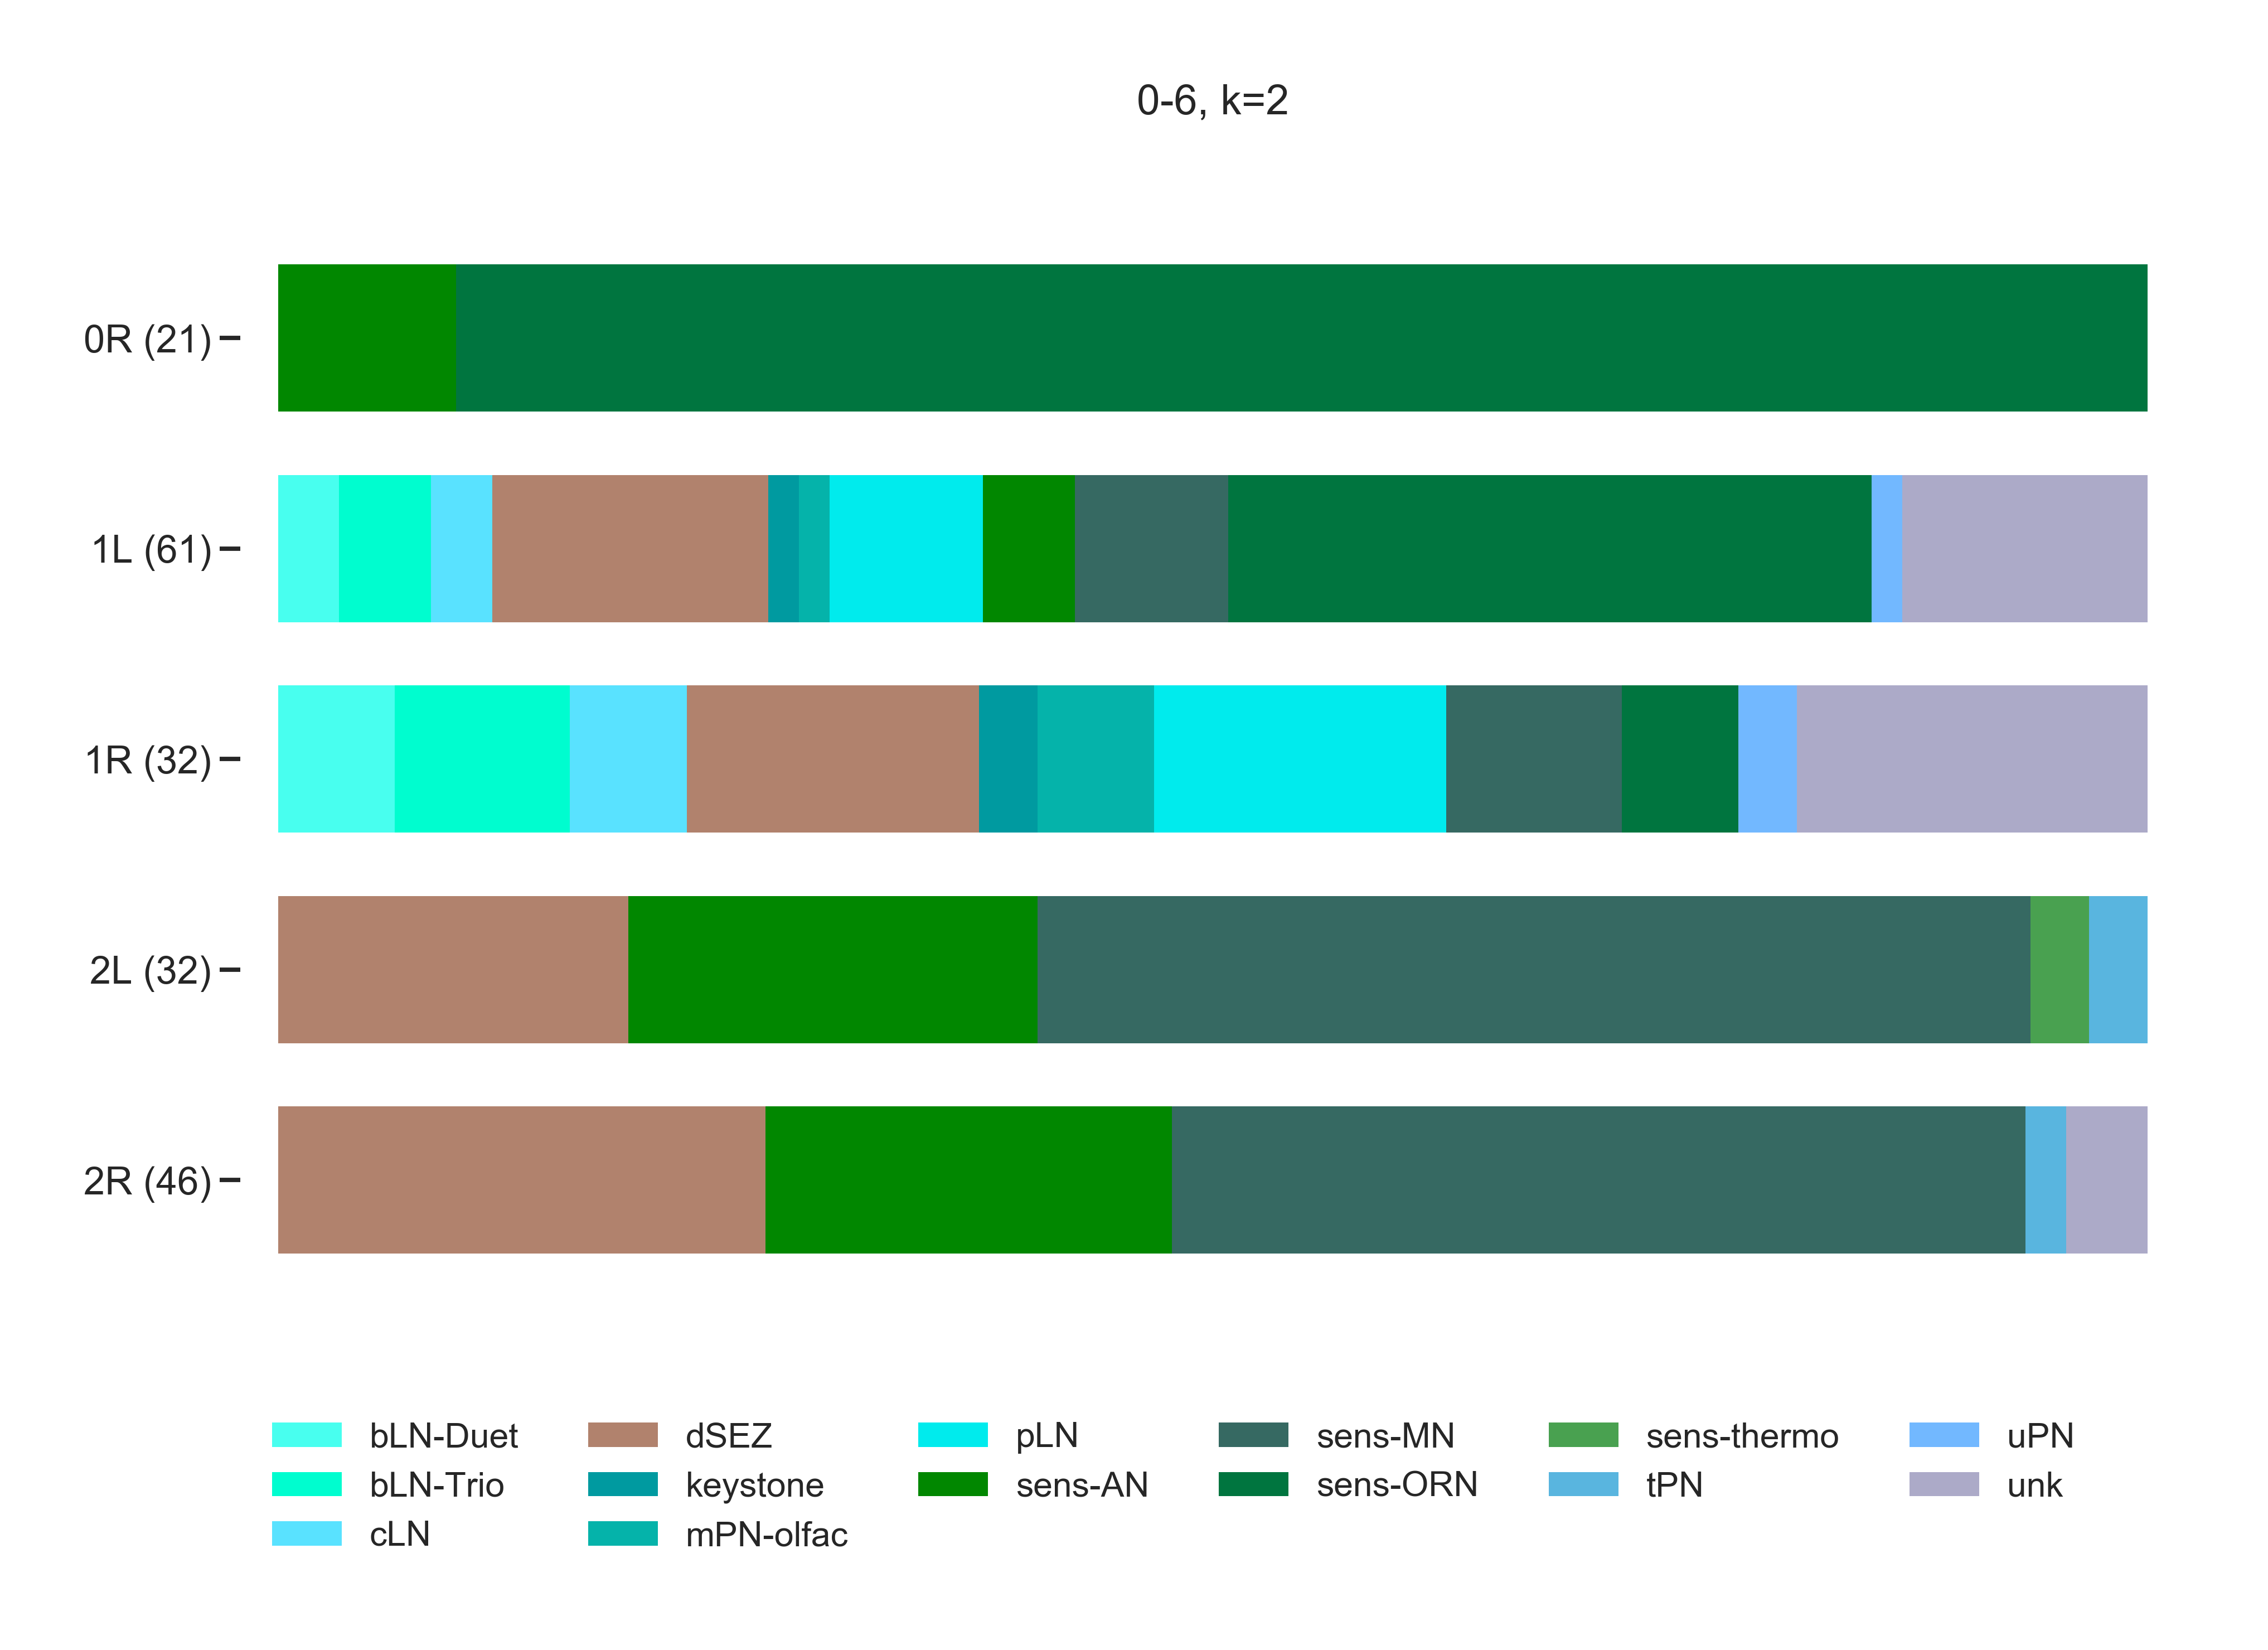 0-6, k=2
0R (21)
1L (61)
1R (32)
2L (32)
2R (46)
bLN-Duet
bLN-Trio
cLN
dSEZ
keystone
mPN-olfac
pLN
sens-AN
sens-MN
sens-ORN
sens-thermo
tPN
uPN
unk